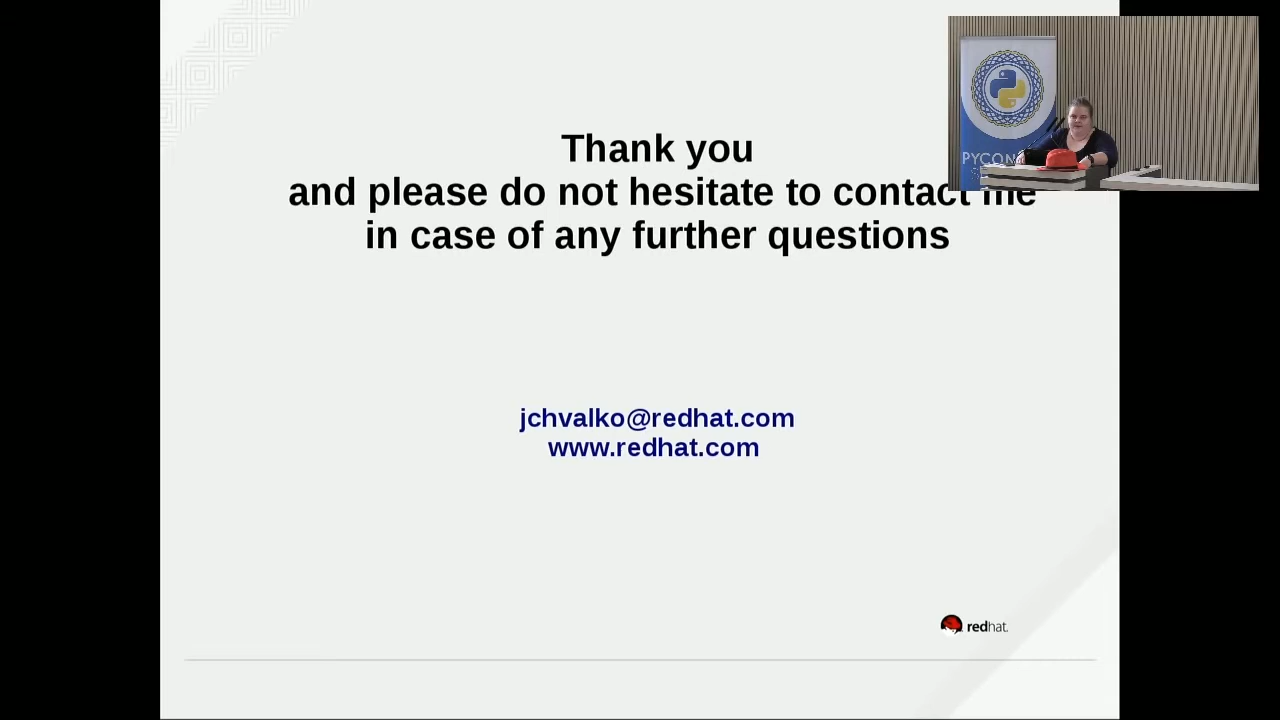 Thank you
and please do not hesitate to contact me
in case of any further questions
jchvalko@redhat.com
www.redhat.com
redhat.
PYCON